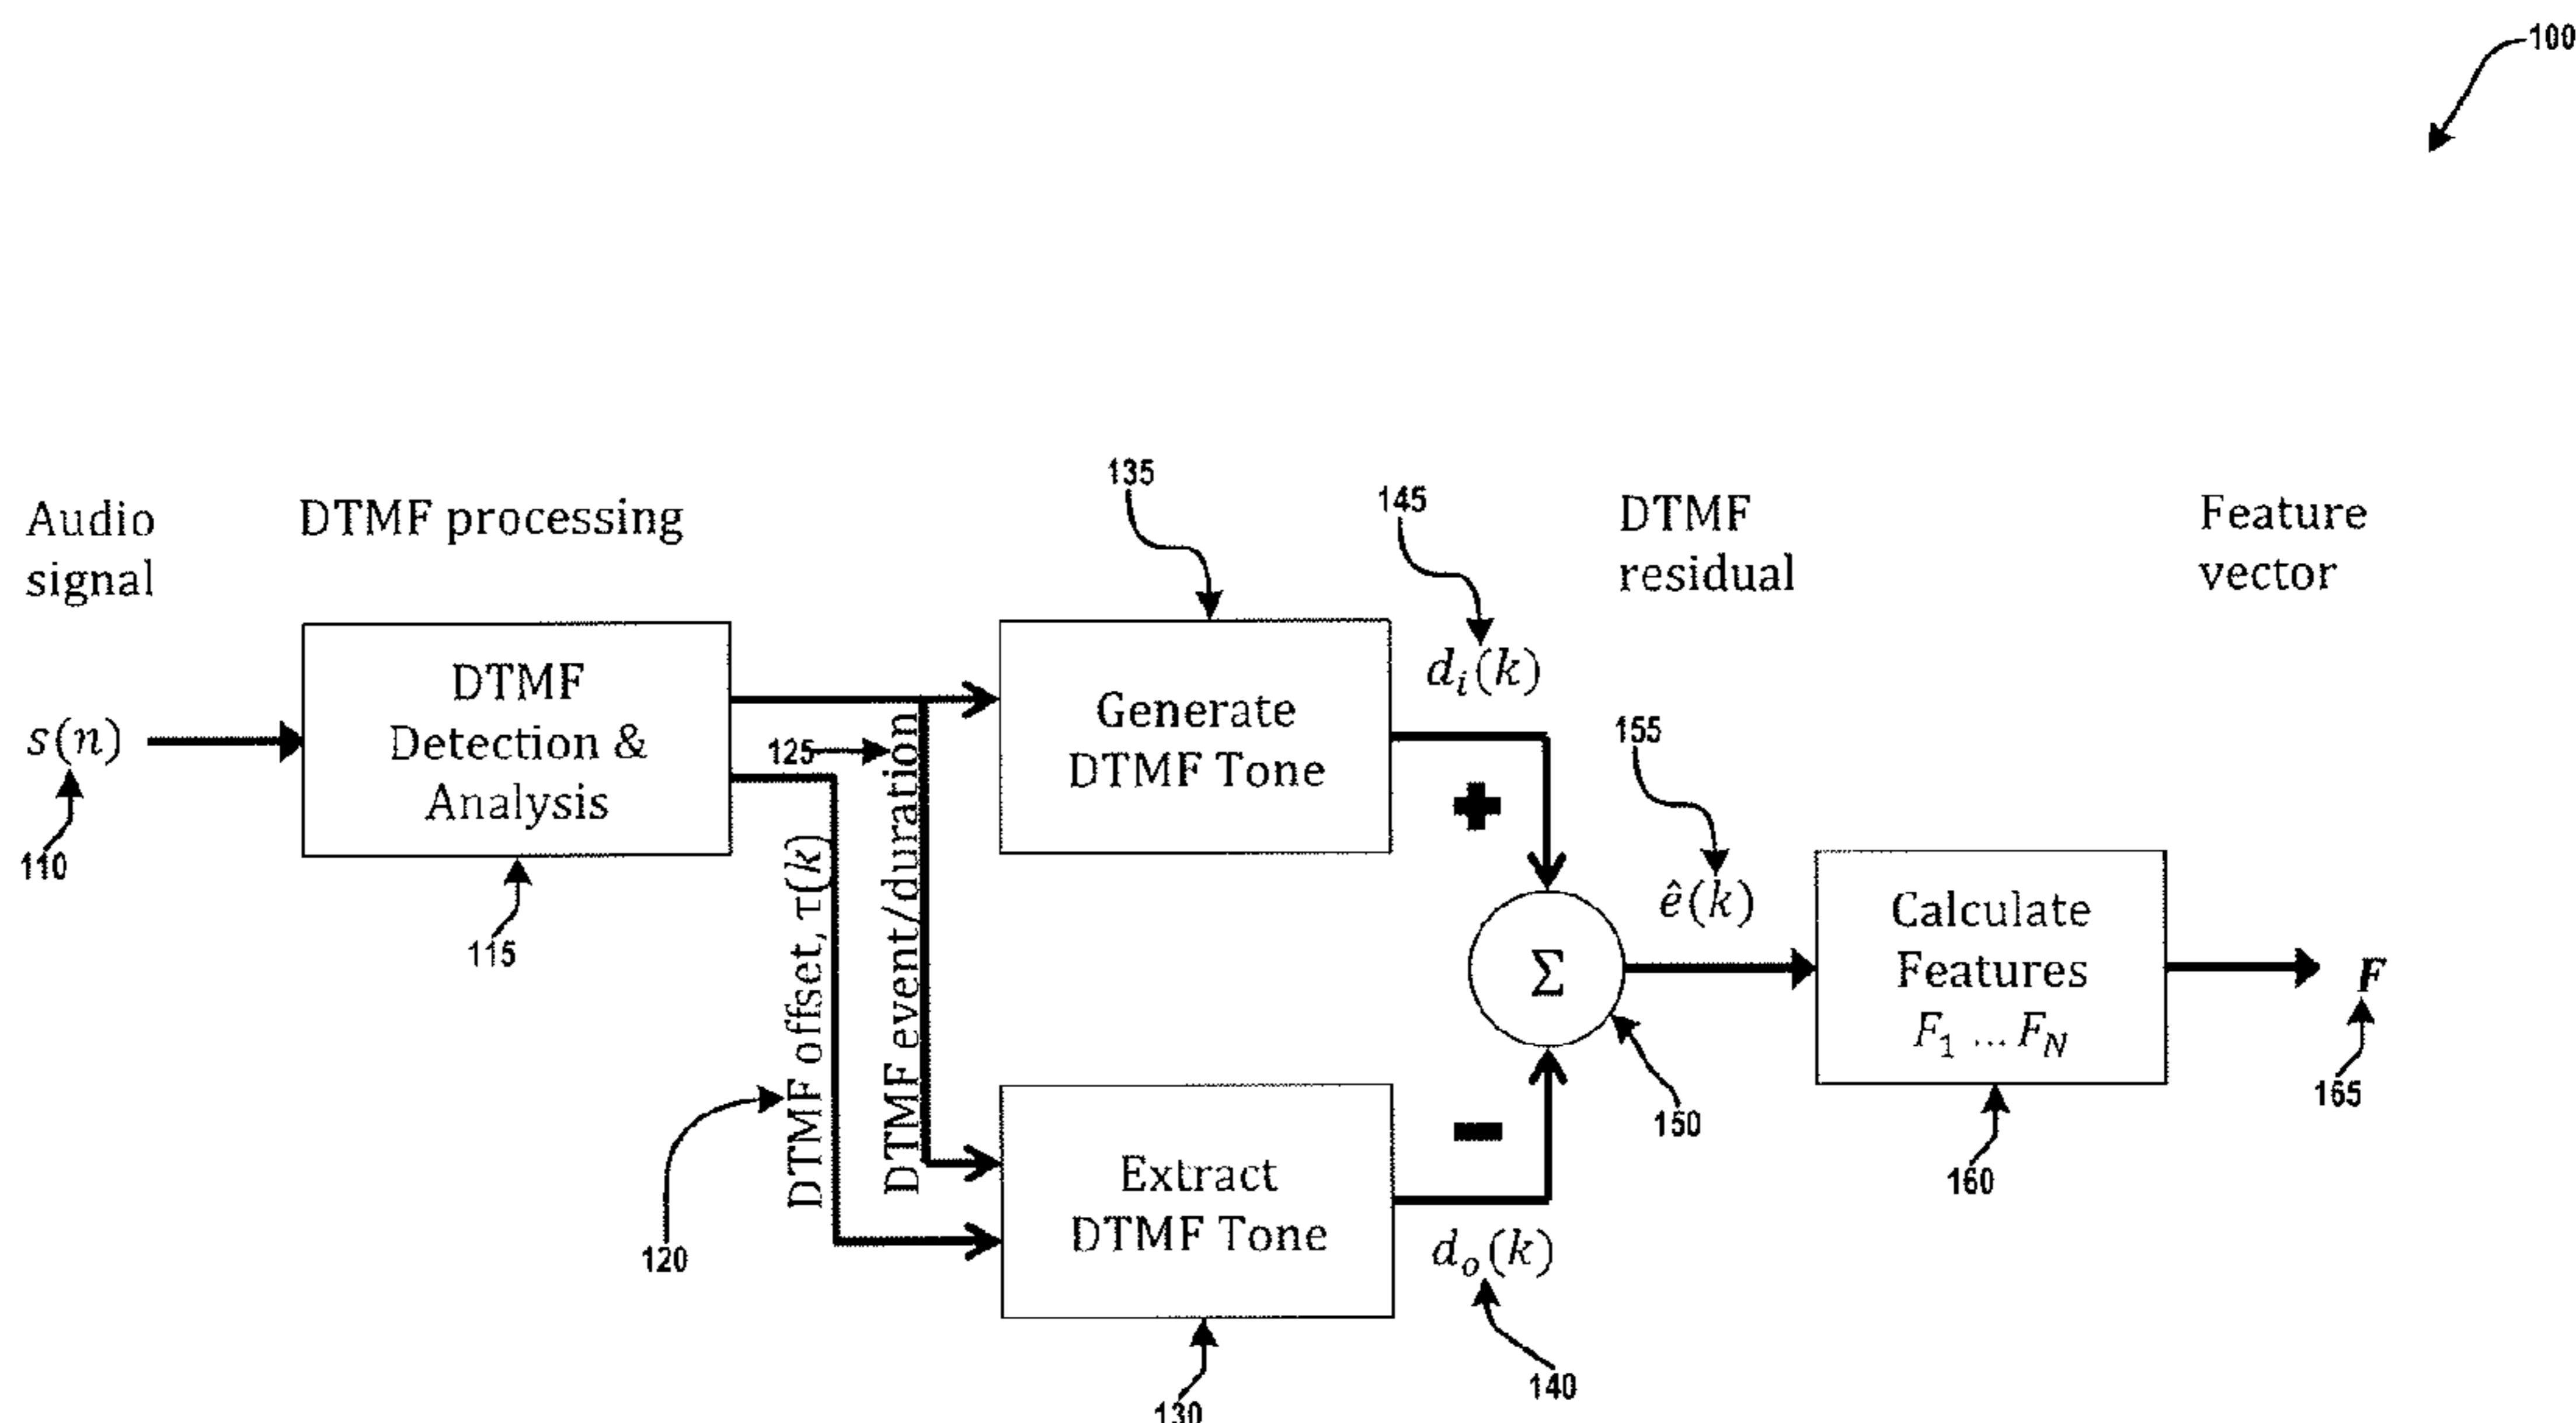 100
135
145
Audio
signal
DTMF processing
DTMF
residual
Feature
vector
DTMF
Detection &
Analysis
s(n)
110
115
125
DTMF offset, τ(k)
DTMF event/duration
120
Generate
DTMF Tone
d_i(k)
+
155
ê(k)
Σ
150
Calculate
Features
F_1 ... F_N
160
F
165
Extract
DTMF Tone
−
d_o(k)
140
130